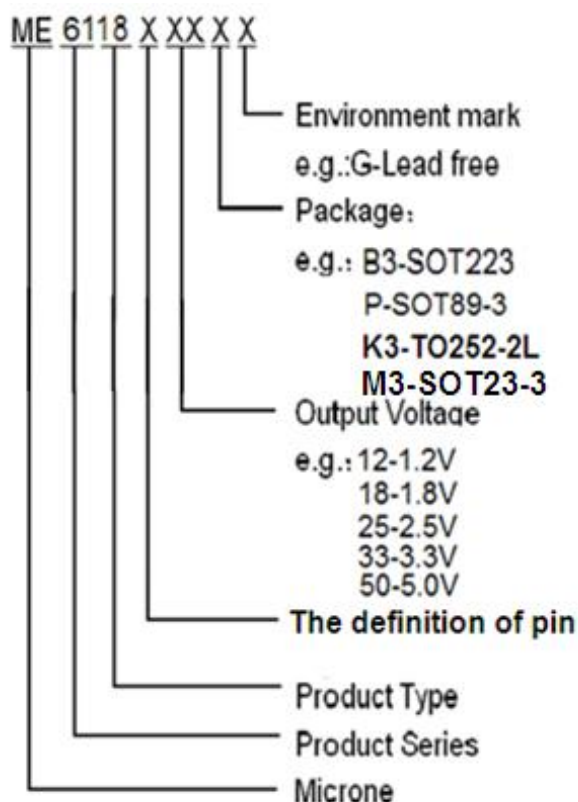 ME 6118 X XX X X
Environment mark
e.g.:G-Lead free
Package：
e.g.：B3-SOT223
P-SOT89-3
K3-TO252-2L
M3-SOT23-3
Output Voltage
e.g.：12-1.2V
18-1.8V
25-2.5V
33-3.3V
50-5.0V
The definition of pin
Product Type
Product Series
Microne